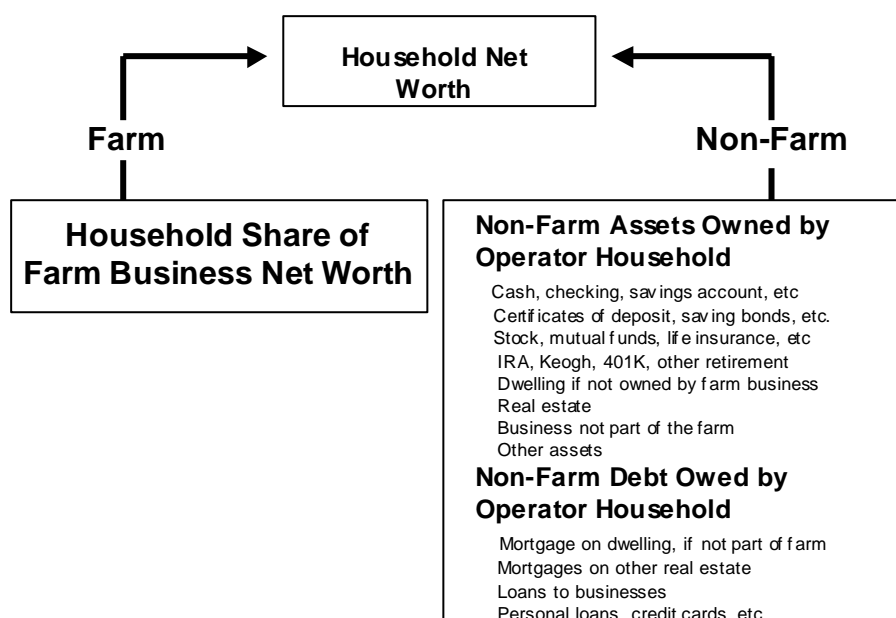 Household Net
Worth
Farm
Non-Farm
Household Share of
Farm Business Net Worth
Non-Farm Assets Owned by
Operator Household
Cash, checking, savings account, etc
Certificates of deposit, saving bonds, etc.
Stock, mutual funds, life insurance, etc
IRA, Keogh, 401K, other retirement
Dwelling if not owned by farm business
Real estate
Business not part of the farm
Other assets
Non-Farm Debt Owed by
Operator Household
Mortgage on dwelling, if not part of farm
Mortgages on other real estate
Loans to businesses
Personal loans, credit cards, etc